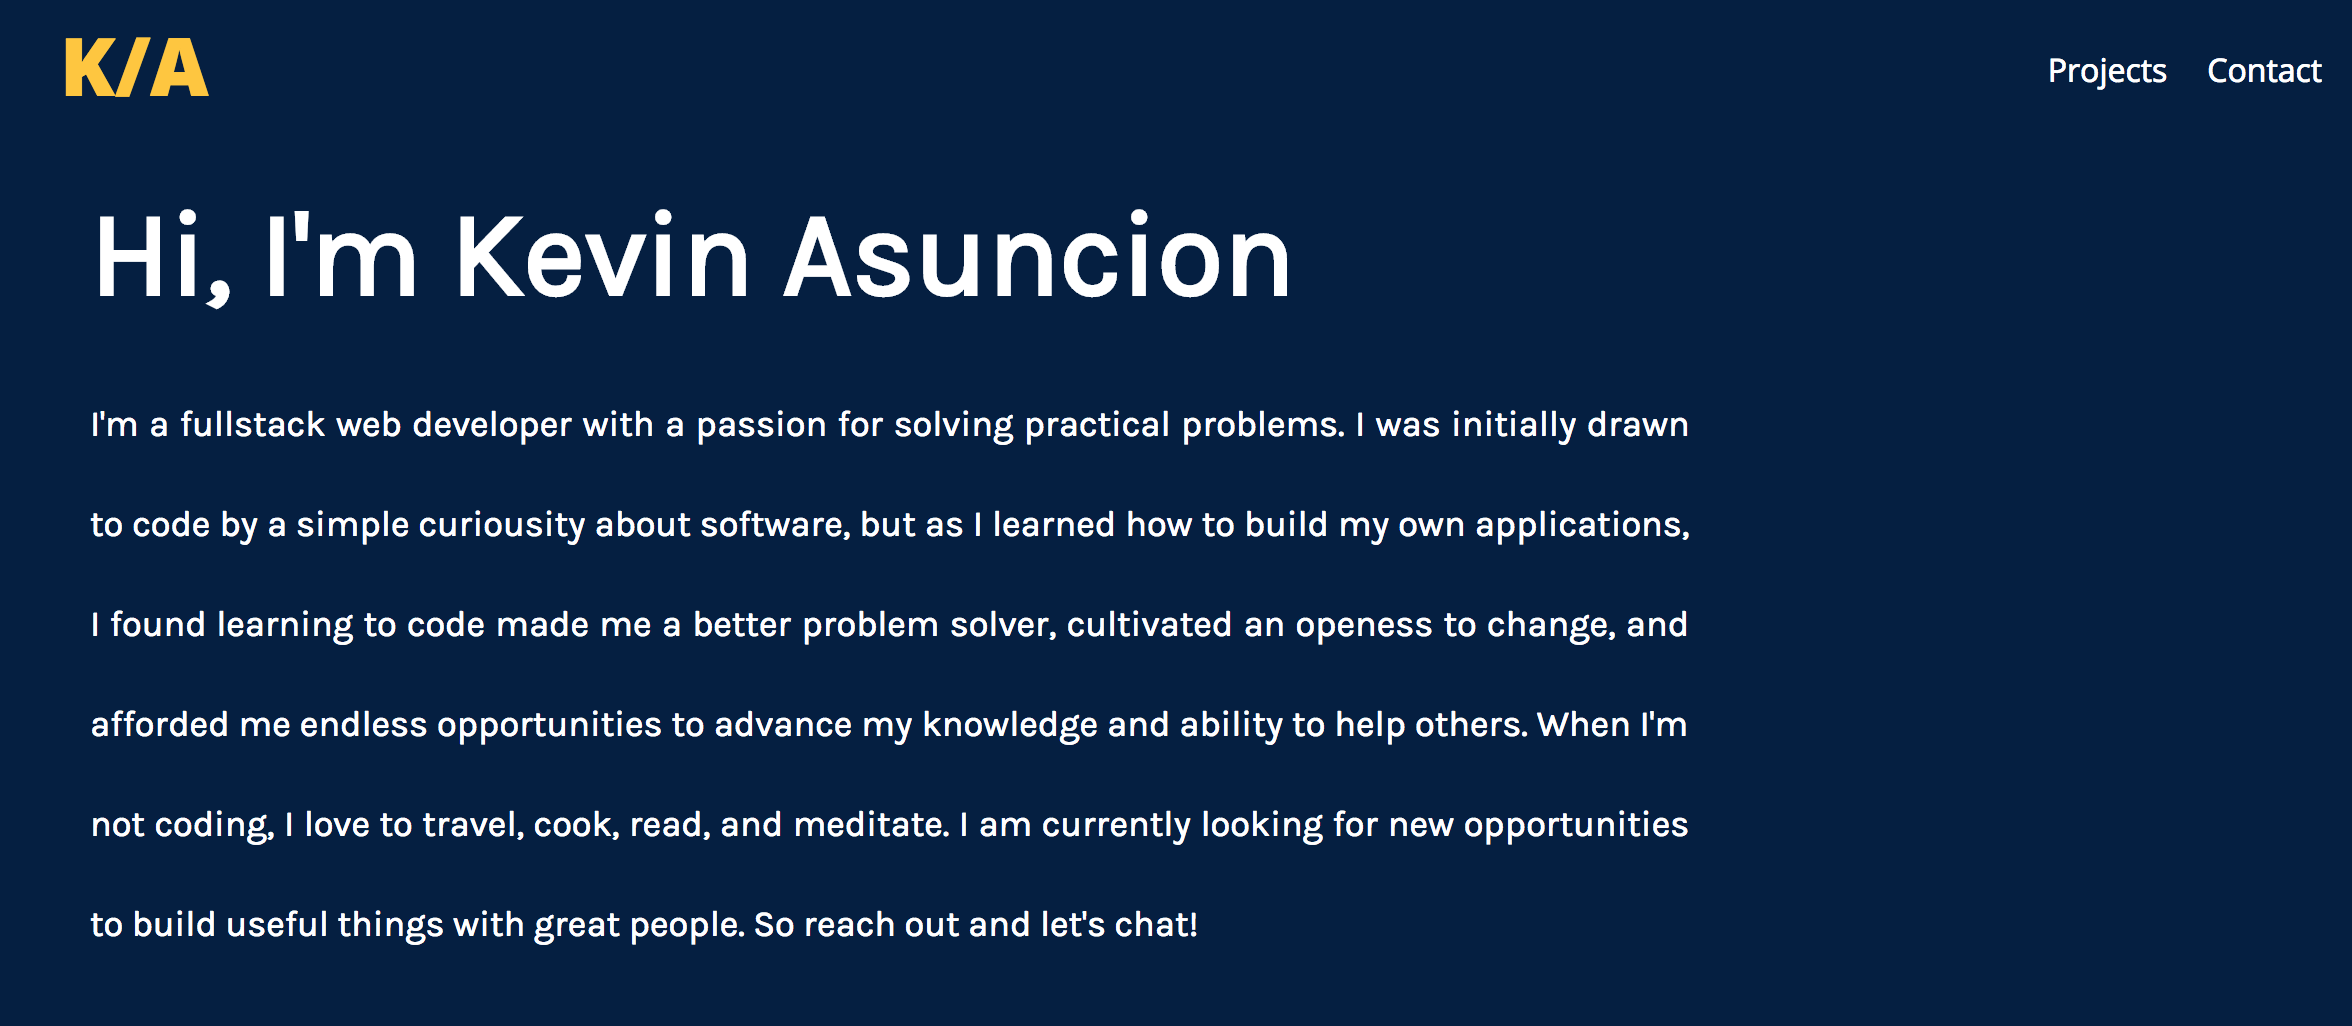 K/A
Projects Contact
Hi, I'm Kevin Asuncion
I'm a fullstack web developer with a passion for solving practical problems. I was initially drawn
to code by a simple curiousity about software, but as I learned how to build my own applications,
I found learning to code made me a better problem solver, cultivated an openess to change, and
afforded me endless opportunities to advance my knowledge and ability to help others. When I'm
not coding, I love to travel, cook, read, and meditate. I am currently looking for new opportunities
to build useful things with great people. So reach out and let's chat!